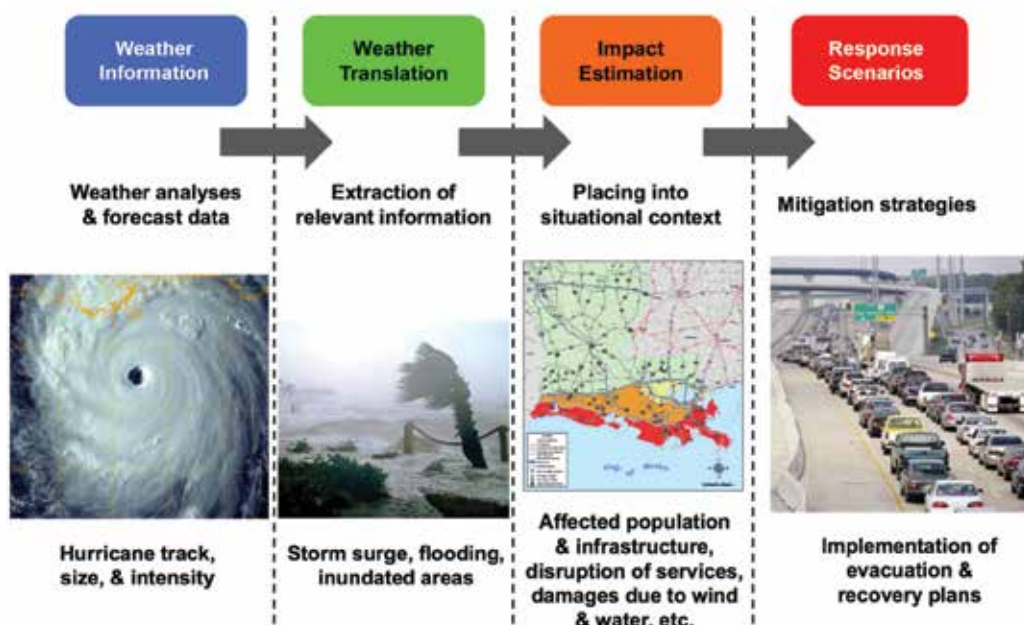 Weather
Information
Weather
Translation
Impact
Estimation
Response
Scenarios
Weather analyses
& forecast data
Extraction of
relevant information
Placing into
situational context
Mitigation strategies
Hurricane track,
size, & intensity
Storm surge, flooding,
inundated areas
Affected population
& infrastructure,
disruption of services,
damages due to wind
& water, etc.
Implementation of
evacuation &
recovery plans